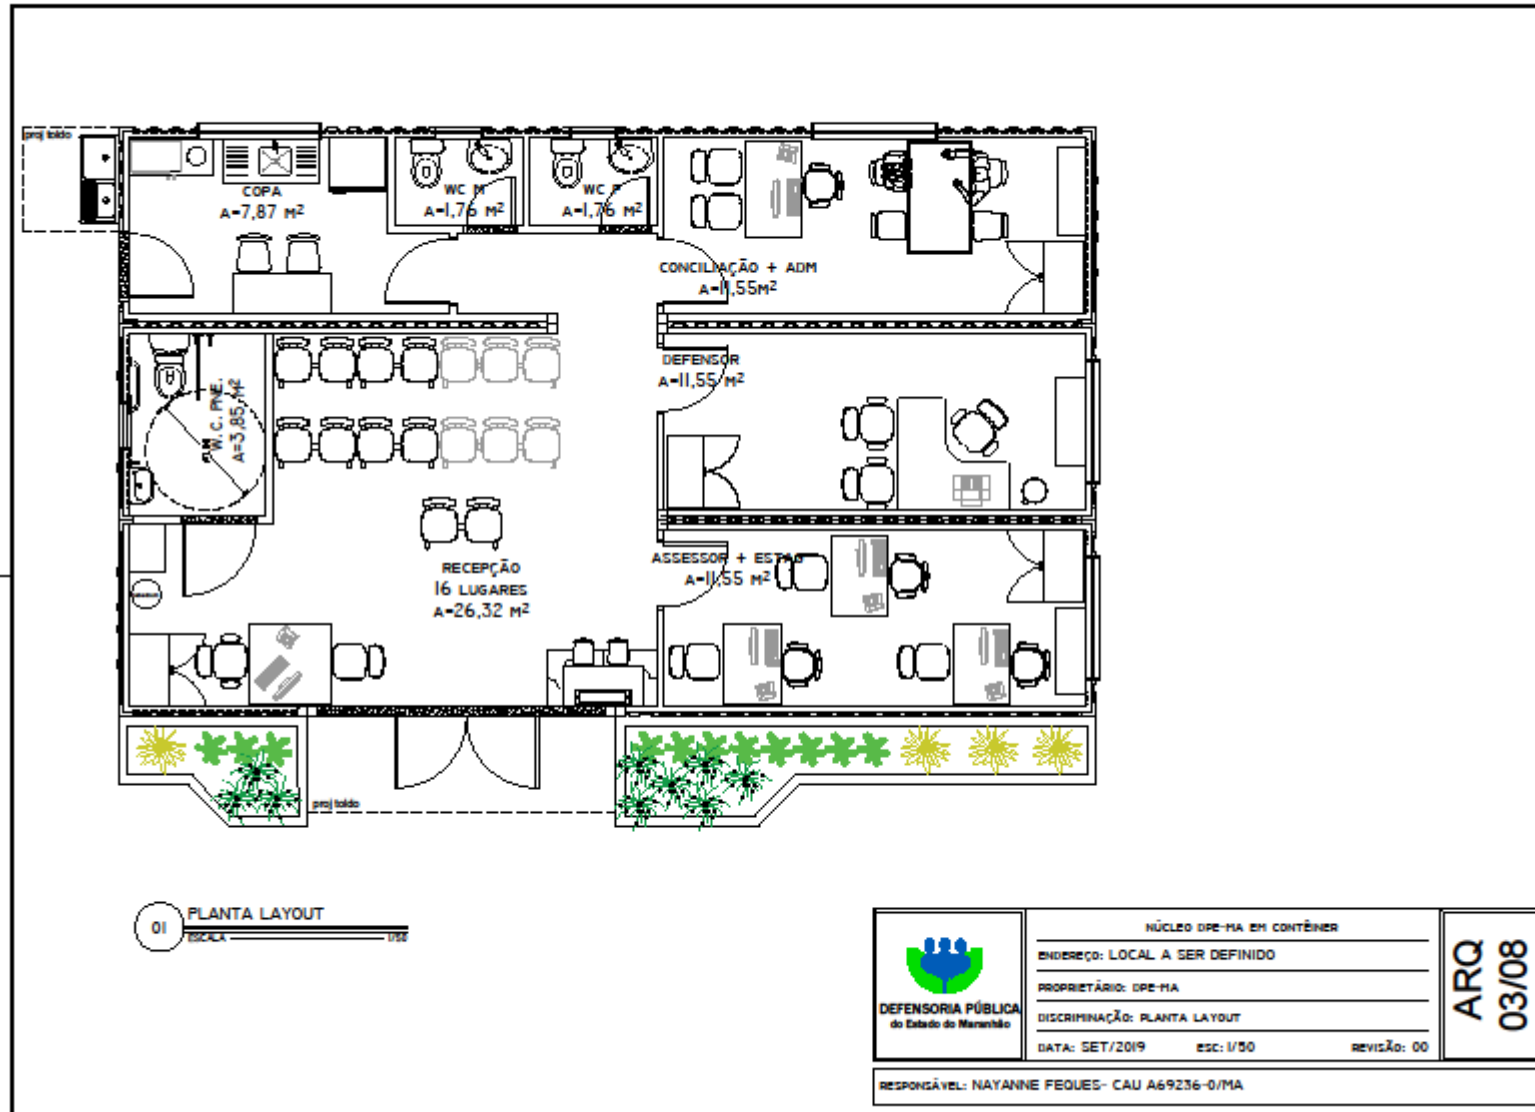 proj toldo
COPA
A=7,87 M²
WC M
A=1,76 M²
WC F
A=1,76 M²
CONCILIAÇÃO + ADM
A=11,55M²
DEFENSOR
A=11,55 M²
W.C. PNE.
A=3,85 M²
RECEPÇÃO
16 LUGARES
A=26,32 M²
ASSESSOR + ESTAG
A=11,55 M²
proj toldo
01
PLANTA LAYOUT
ESCALA 1/50
DEFENSORIA PÚBLICA
do Estado do Maranhão
NÚCLEO DPE-MA EM CONTÊINER
ENDEREÇO: LOCAL A SER DEFINIDO
PROPRIETÁRIO: DPE-MA
DISCRIMINAÇÃO: PLANTA LAYOUT
DATA: SET/2019 ESC: 1/50 REVISÃO: 00
ARQ
03/08
RESPONSÁVEL: NAYANNE FEQUES- CAU A69236-0/MA